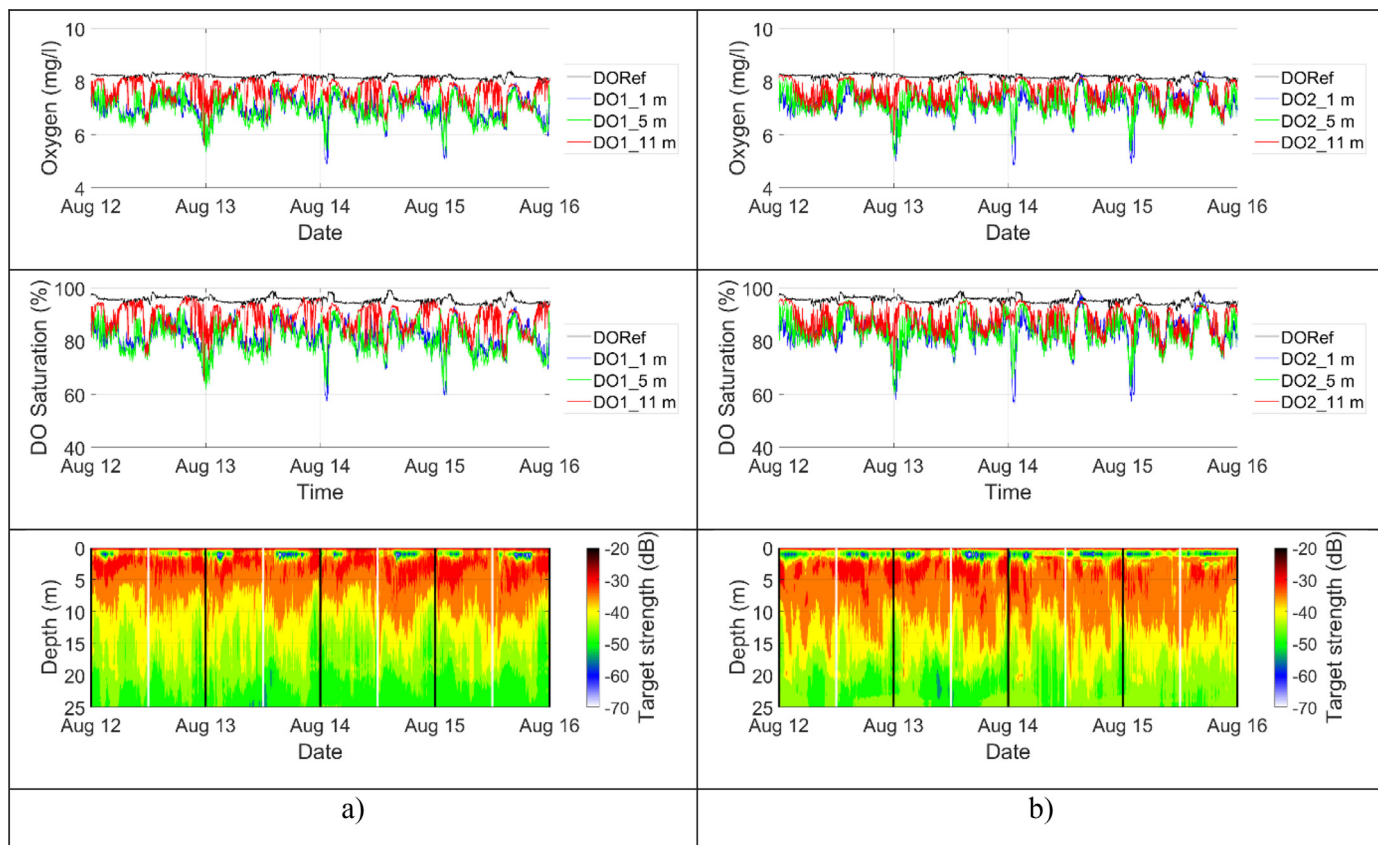 10
8
6
4
Oxygen (mg/l)
Aug 12 Aug 13 Aug 14 Aug 15 Aug 16
Date
DORef
DO1_1 m
DO1_5 m
DO1_11 m
10
8
6
4
Oxygen (mg/l)
Aug 12 Aug 13 Aug 14 Aug 15 Aug 16
Date
DORef
DO2_1 m
DO2_5 m
DO2_11 m
100
80
60
40
DO Saturation (%)
Aug 12 Aug 13 Aug 14 Aug 15 Aug 16
Time
DORef
DO1_1 m
DO1_5 m
DO1_11 m
100
80
60
40
DO Saturation (%)
Aug 12 Aug 13 Aug 14 Aug 15 Aug 16
Time
DORef
DO2_1 m
DO2_5 m
DO2_11 m
0
5
10
15
20
25
Depth (m)
Aug 12 Aug 13 Aug 14 Aug 15 Aug 16
Date
-20
-30
-40
-50
-60
-70
Target strength (dB)
0
5
10
15
20
25
Depth (m)
Aug 12 Aug 13 Aug 14 Aug 15 Aug 16
Date
-20
-30
-40
-50
-60
-70
Target strength (dB)
a)
b)